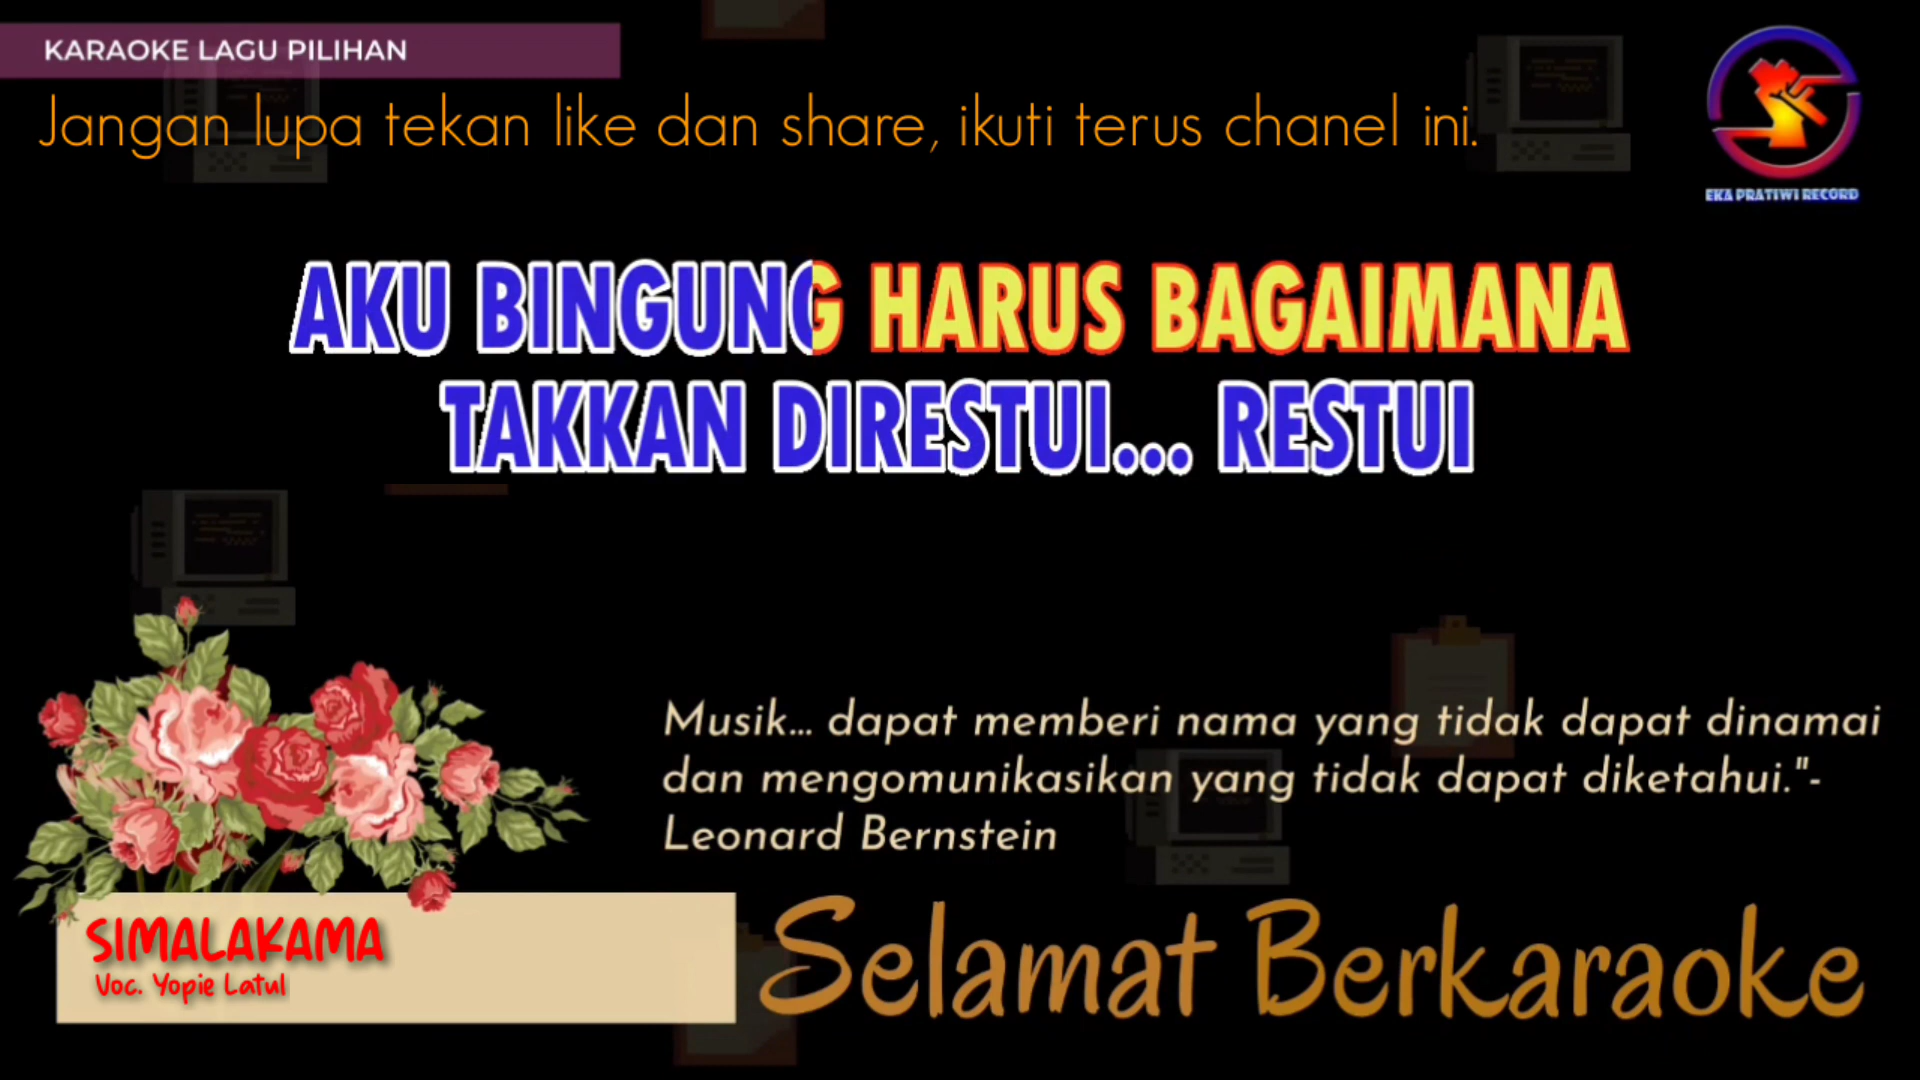 KARAOKE LAGU PILIHAN
Jangan lupa tekan like dan share, ikuti terus chanel ini.
EKA PRATIWI RECORD
AKU BINGUNG HARUS BAGAIMANA
TAKKAN DIRESTUI... RESTUI
Musik... dapat memberi nama yang tidak dapat dinamai
dan mengomunikasikan yang tidak dapat diketahui."-
Leonard Bernstein
SIMALAKAMA
Voc. Yopie Latul
Selamat Berkaraoke